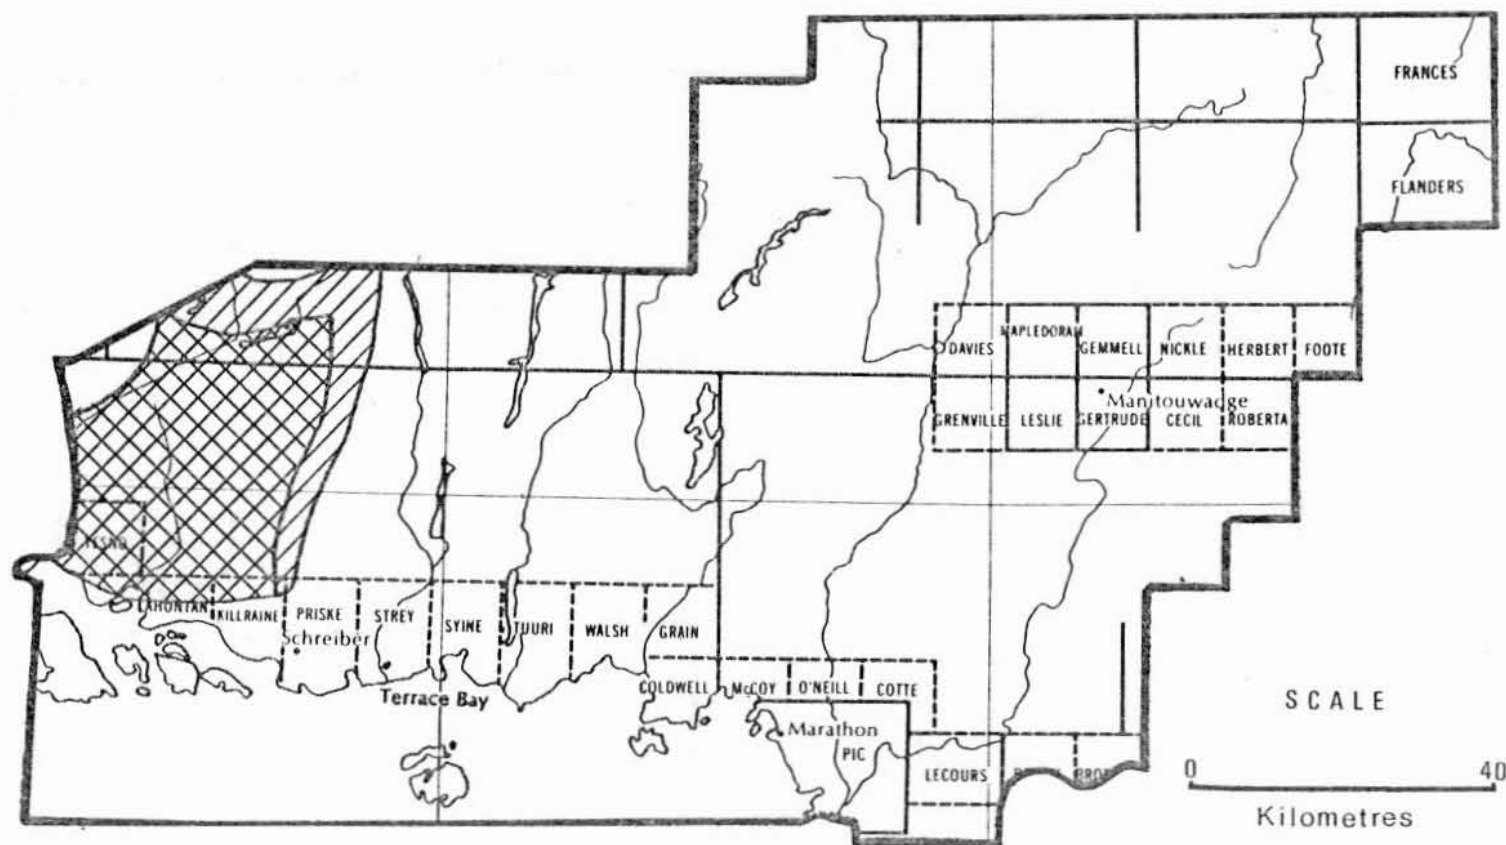 FRANCES
FLANDERS
MAPLEDORAM
DAVIES
GEMMELL
NICKLE
HERBERT
FOOTE
Manitouwadge
GRENVILLE
LESLIE
GERTRUDE
CECIL
ROBERTA
KILLRAINE
PRISKE
STREY
SYINE
TUURI
WALSH
GRAIN
Schreiber
Terrace Bay
COLDWELL
McCOY
O'NEILL
COTTE
Marathon
PIC
LECOURS
SCALE
0
40
Kilometres